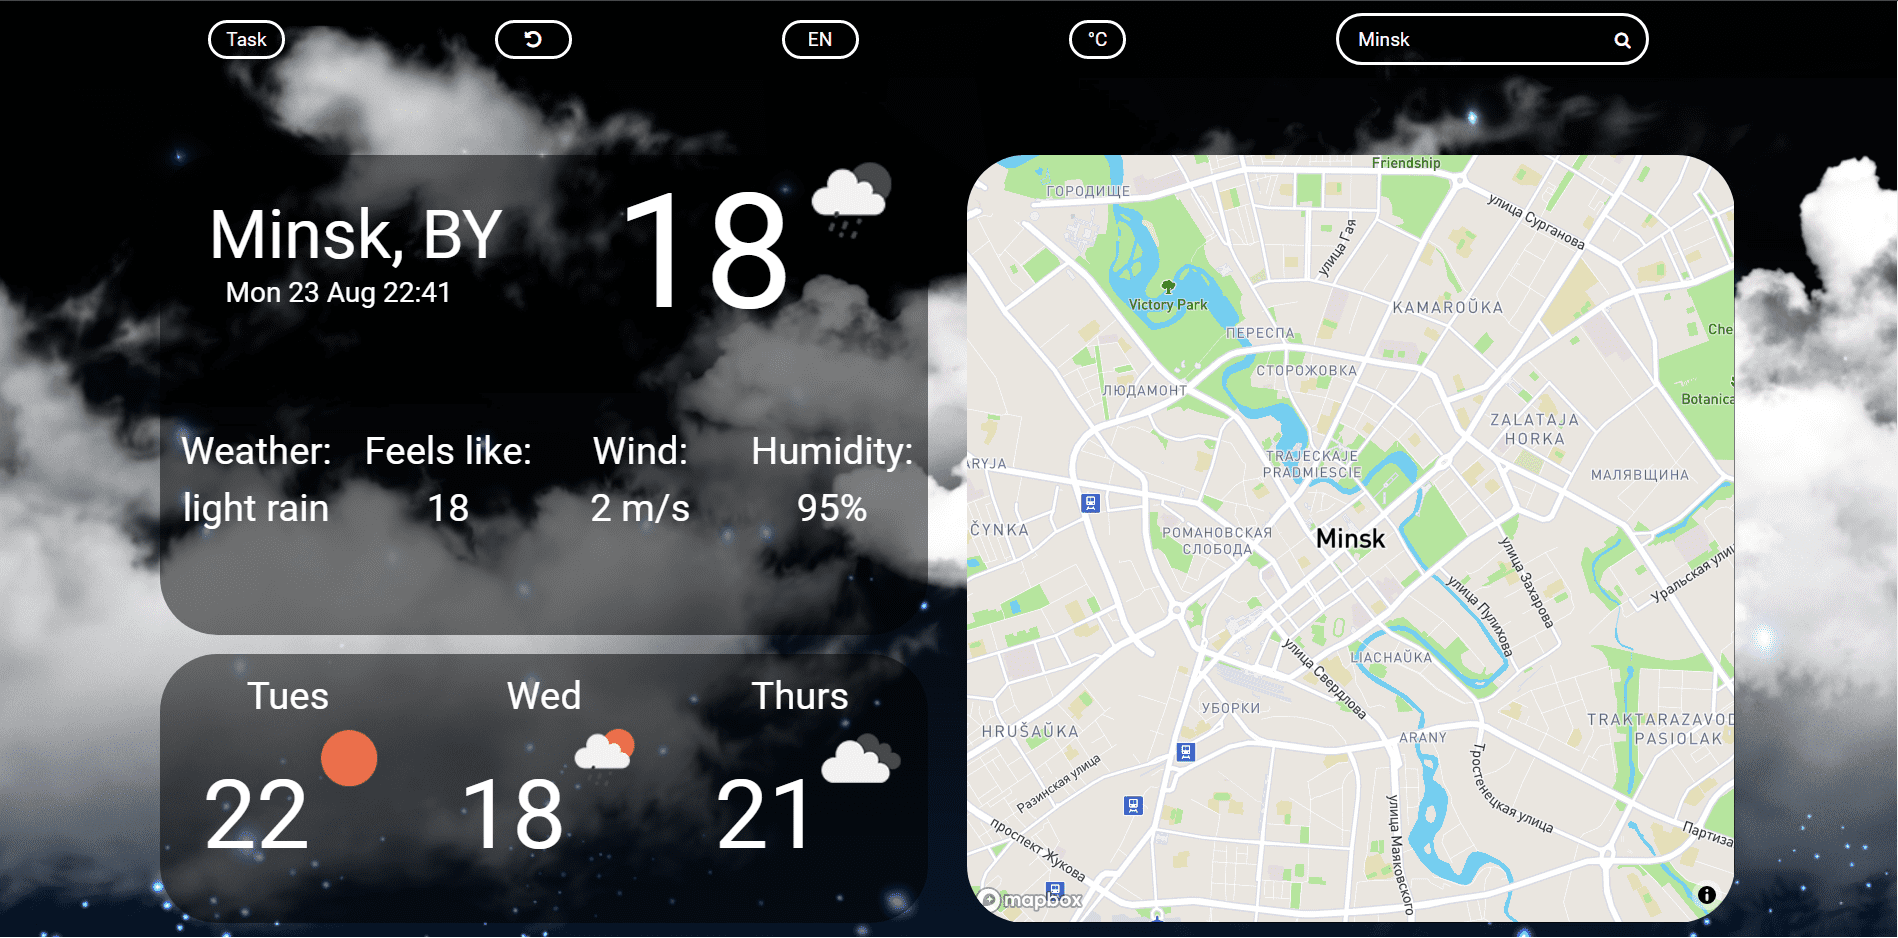 Task
EN
°C
Minsk
Minsk, BY
Mon 23 Aug 22:41
18
Weather:
Feels like:
Wind:
Humidity:
light rain
18
2 m/s
95%
Tues
Wed
Thurs
22
18
21
Friendship
ГОРОДИЩЕ
улица Сурганова
улица Гая
Victory Park
KAMAROŬKA
ПЕРЕСПА
Che
СТОРОЖОВКА
ЛЮДАМОНТ
Botanica
ZALATAJA
HORKA
TRAJECKAJE
PRADMIESCIE
ARYJA
МАЛЯВЩИНА
ČYNKA
РОМАНОВСКАЯ
СЛОБОДА
Minsk
улица Захарова
Уральская ули
улица Пулихова
LIACHAŬKA
улица Свердлова
УБОРКИ
HRUŠAŬKA
TRAKTARAZAVOD
PASIOLAK
ARANY
Разинская улица
Тростенецкая улица
улица Маяковского
проспект Жукова
Партиза
mapbox